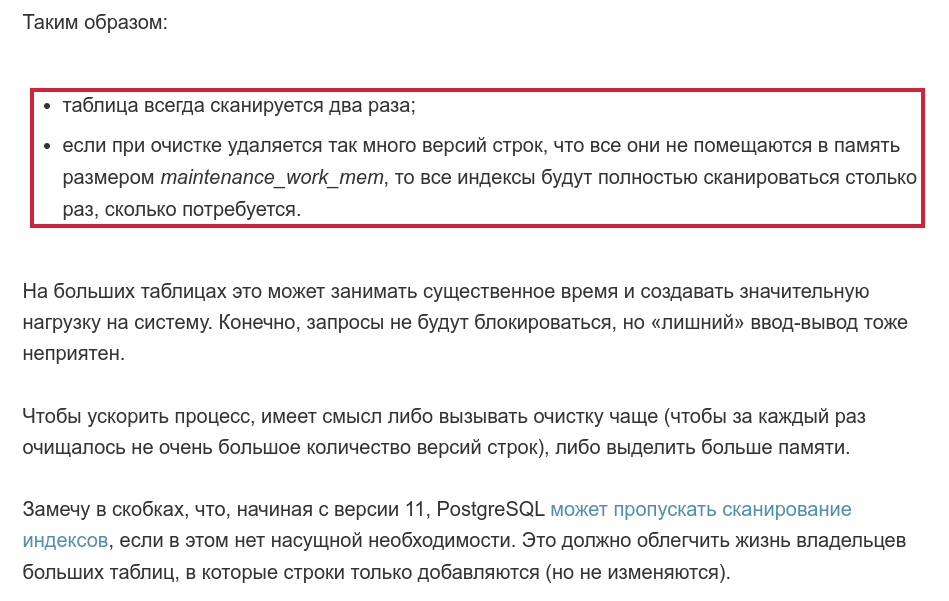 Таким образом:
• таблица всегда сканируется два раза;
• если при очистке удаляется так много версий строк, что все они не помещаются в память
размером maintenance_work_mem, то все индексы будут полностью сканироваться столько
раз, сколько потребуется.
На больших таблицах это может занимать существенное время и создавать значительную
нагрузку на систему. Конечно, запросы не будут блокироваться, но «лишний» ввод-вывод тоже
неприятен.
Чтобы ускорить процесс, имеет смысл либо вызывать очистку чаще (чтобы за каждый раз
очищалось не очень большое количество версий строк), либо выделить больше памяти.
Замечу в скобках, что, начиная с версии 11, PostgreSQL может пропускать сканирование
индексов, если в этом нет насущной необходимости. Это должно облегчить жизнь владельцев
больших таблиц, в которые строки только добавляются (но не изменяются).